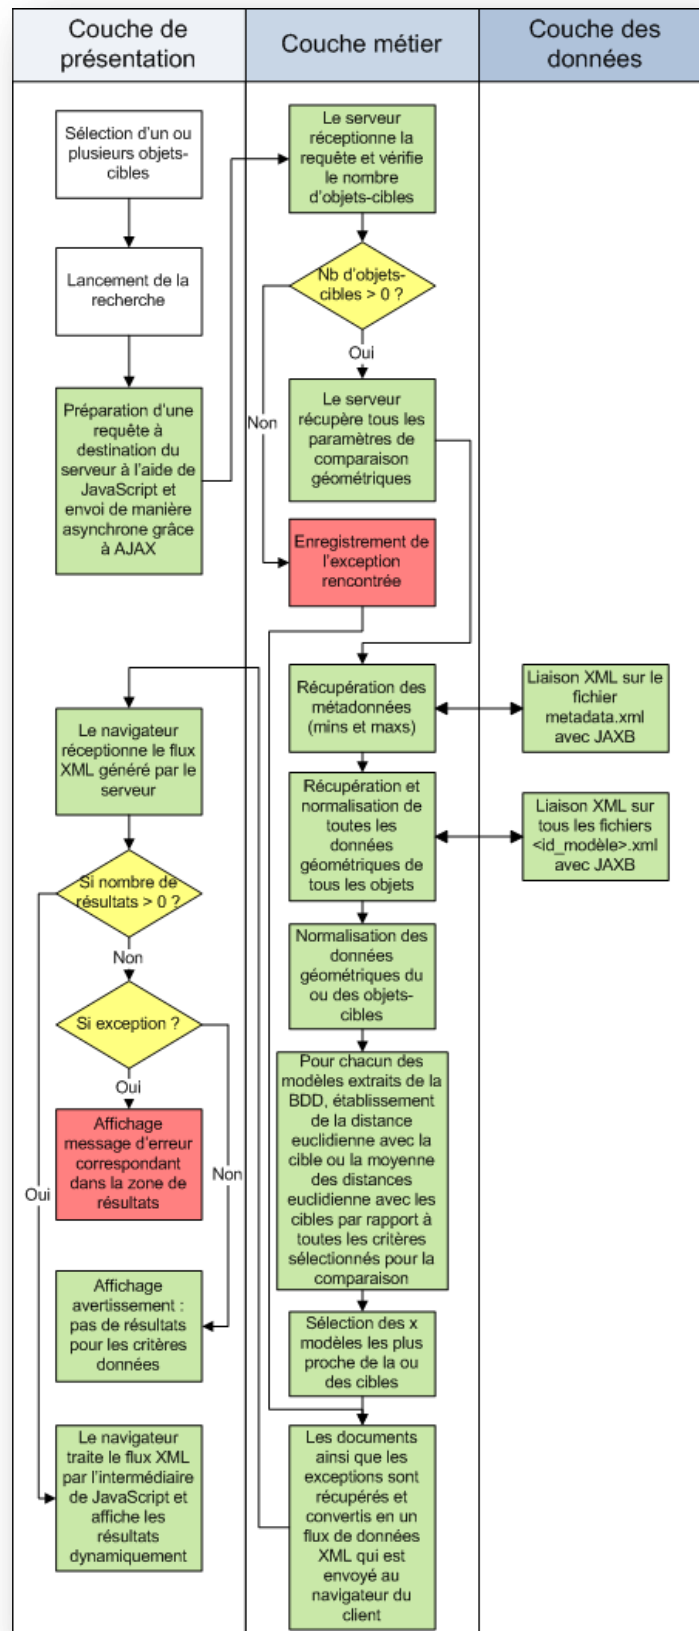 Couche de
présentation
Couche métier
Couche des
données
Sélection d'un ou
plusieurs objets-
cibles
Lancement de la
recherche
Préparation d'une
requête à
destination du
serveur à l'aide de
JavaScript et
envoi de manière
asynchrone grâce
à AJAX
Le serveur
réceptionne la
requête et vérifie
le nombre
d'objets-cibles
Nb d'objets-
cibles > 0 ?
Oui
Non
Le serveur
récupère tous les
paramètres de
comparaison
géométriques
Enregistrement de
l'exception
rencontrée
Récupération des
métadonnées
(mins et maxs)
Liaison XML sur le
fichier
metadata.xml
avec JAXB
Récupération et
normalisation de
toutes les
données
géométriques de
tous les objets
Liaison XML sur
tous les fichiers
<id_modèle>.xml
avec JAXB
Normalisation des
données
géométriques du
ou des objets-
cibles
Pour chacun des
modèles extraits de la
BDD, établissement
de la distance
euclidienne avec la
cible ou la moyenne
des distances
euclidienne avec les
cibles par rapport à
toutes les critères
sélectionnés pour la
comparaison
Sélection des x
modèles les plus
proche de la ou
des cibles
Les documents
ainsi que les
exceptions sont
récupérés et
convertis en un
flux de données
XML qui est
envoyé au
navigateur du
client
Le navigateur
réceptionne le flux
XML généré par le
serveur
Si nombre de
résultats > 0 ?
Non
Si exception ?
Oui
Affichage
message d'erreur
correspondant
dans la zone de
résultats
Non
Oui
Affichage
avertissement :
pas de résultats
pour les critères
données
Le navigateur
traite le flux XML
par l'intermédiaire
de JavaScript et
affiche les
résultats
dynamiquement